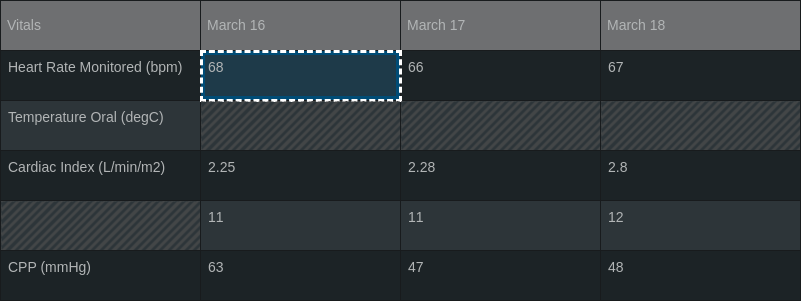 Vitals March 16 March 17 March 18
Heart Rate Monitored (bpm) 68 66 67
Temperature Oral (degC)
Cardiac Index (L/min/m2) 2.25 2.28 2.8
11 11 12
CPP (mmHg) 63 47 48